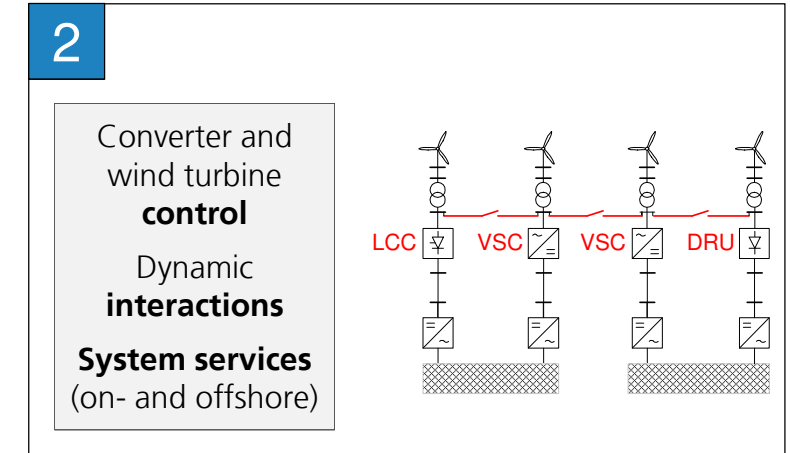 2
Converter and
wind turbine
control
Dynamic
interactions
System services
(on- and offshore)
LCC VSC VSC DRU